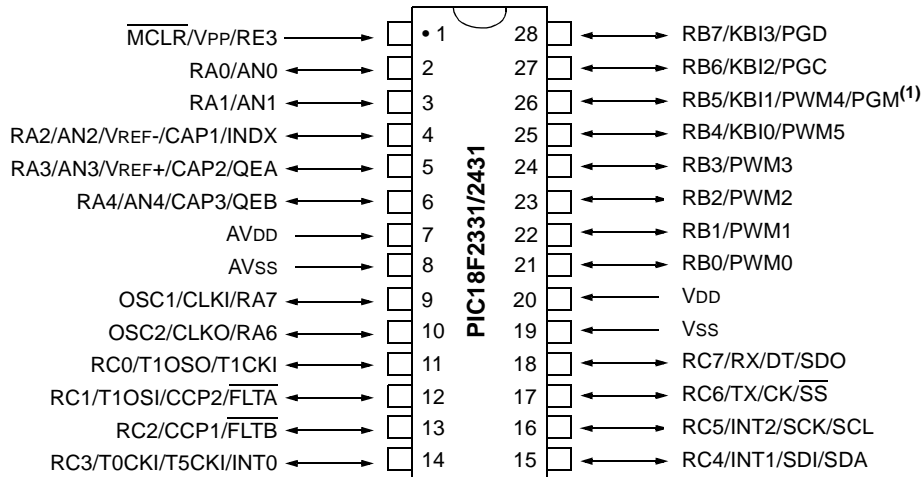 MCLR/VPP/RE3
RA0/AN0
RA1/AN1
RA2/AN2/VREF-/CAP1/INDX
RA3/AN3/VREF+/CAP2/QEA
RA4/AN4/CAP3/QEB
AVDD
AVSS
OSC1/CLKI/RA7
OSC2/CLKO/RA6
RC0/T1OSO/T1CKI
RC1/T1OSI/CCP2/FLTA
RC2/CCP1/FLTB
RC3/T0CKI/T5CKI/INT0
• 1
2
3
4
5
6
7
8
9
10
11
12
13
14
PIC18F2331/2431
28
27
26
25
24
23
22
21
20
19
18
17
16
15
RB7/KBI3/PGD
RB6/KBI2/PGC
RB5/KBI1/PWM4/PGM(1)
RB4/KBI0/PWM5
RB3/PWM3
RB2/PWM2
RB1/PWM1
RB0/PWM0
VDD
VSS
RC7/RX/DT/SDO
RC6/TX/CK/SS
RC5/INT2/SCK/SCL
RC4/INT1/SDI/SDA